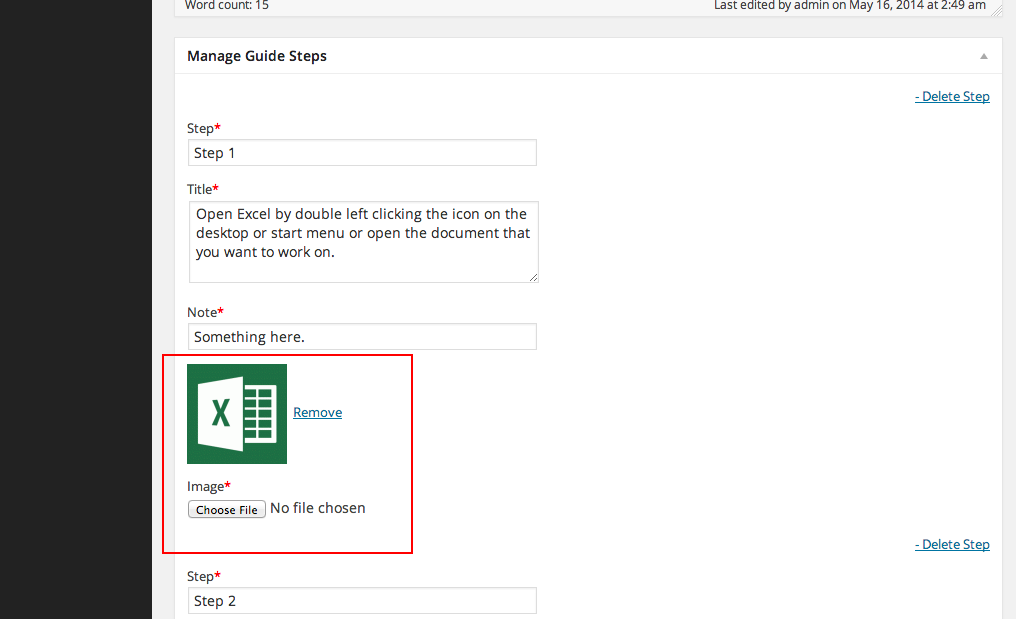 Word count: 15
Last edited by admin on May 16, 2014 at 2:49 am
Manage Guide Steps
- Delete Step
Step*
Step 1
Title*
Open Excel by double left clicking the icon on the
desktop or start menu or open the document that
you want to work on.
Note*
Something here.
X
Remove
Image*
Choose File No file chosen
- Delete Step
Step*
Step 2